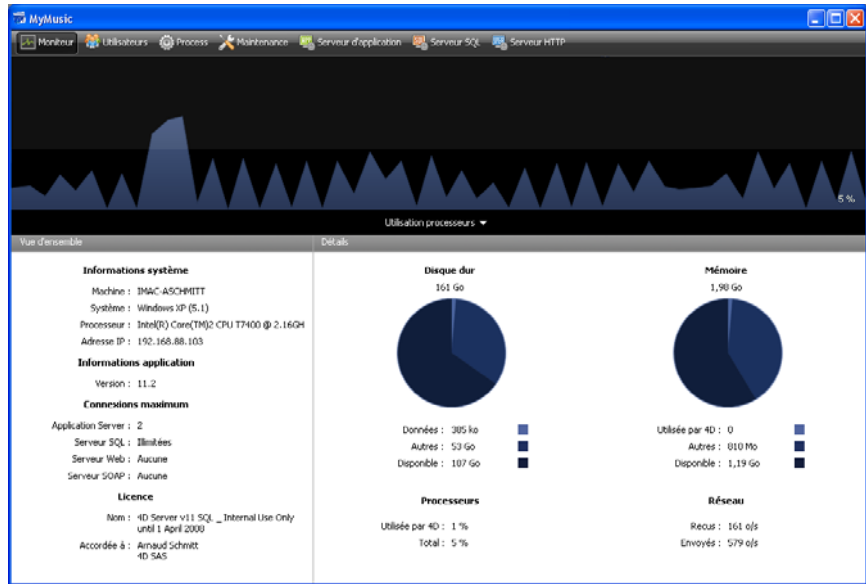 MyMusic
Moniteur Utilisateurs Process Maintenance Serveur d'application Serveur SQL Serveur HTTP
5 %
Utilisation processeurs
Vue d'ensemble Détails
Informations système
Machine : IMAC-ASCHMITT
Système : Windows XP (5.1)
Processeur : Intel(R) Core(TM)2 CPU T7400 @ 2.16GH
Adresse IP : 192.168.88.103
Informations application
Version : 11.2
Connexions maximum
Application Server : 2
Serveur SQL : Illimitées
Serveur Web : Aucune
Serveur SOAP : Aucune
Licence
Nom : 4D Server v11 SQL _ Internal Use Only
until 1 April 2008
Accordée à : Arnaud Schmitt
4D SAS
Disque dur
161 Go
Données : 385 ko
Autres : 53 Go
Disponible : 107 Go
Processeurs
Utilisée par 4D : 1 %
Total : 5 %
Mémoire
1,98 Go
Utilisée par 4D : 0
Autres : 810 Mo
Disponible : 1,19 Go
Réseau
Recus : 161 o/s
Envoyés : 579 o/s